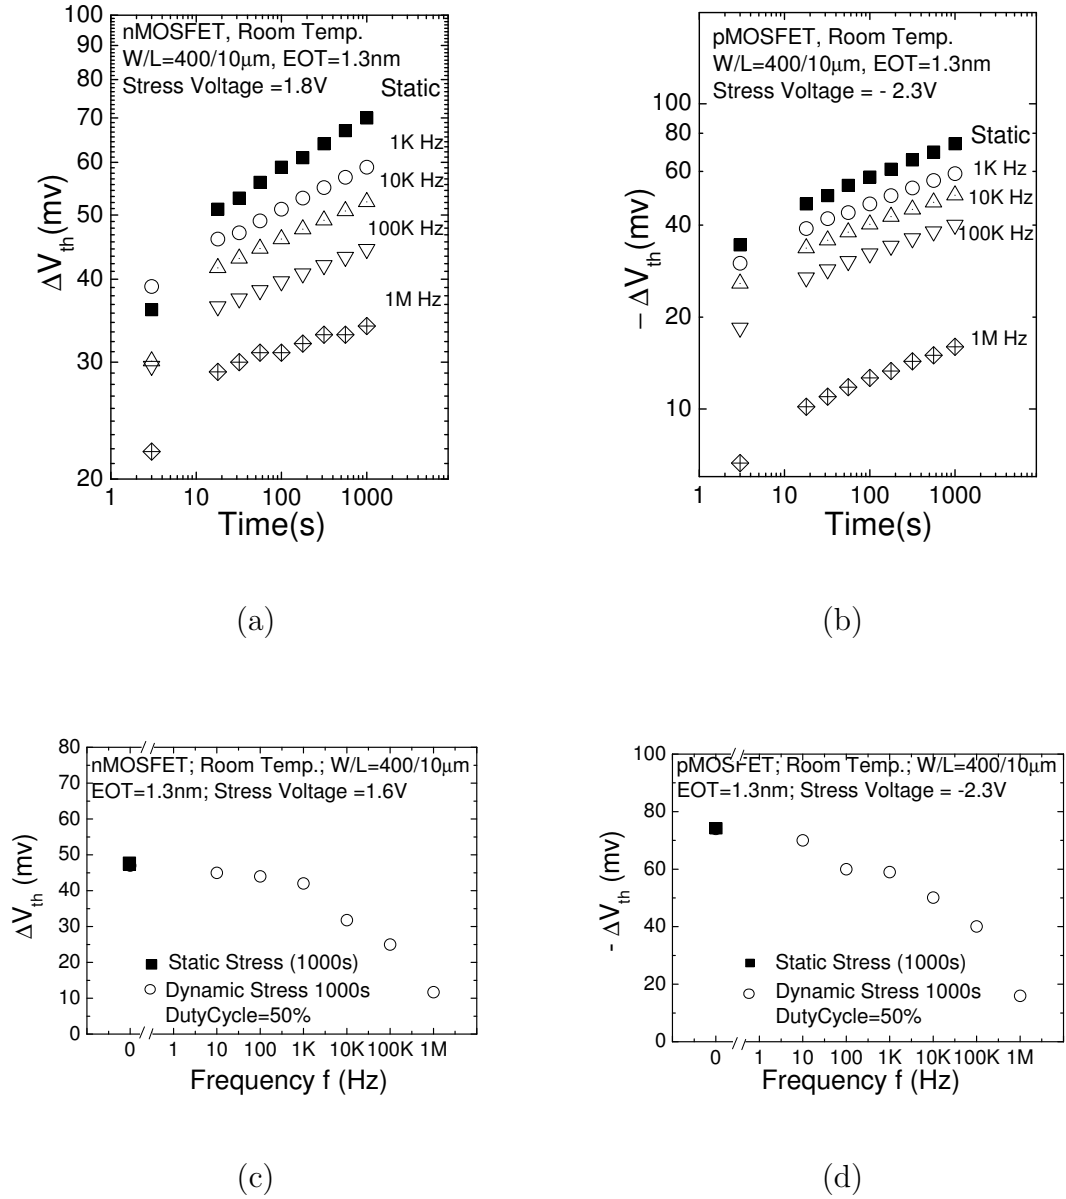 nMOSFET, Room Temp.
W/L=400/10μm, EOT=1.3nm
Stress Voltage =1.8V
Static
1K Hz
10K Hz
100K Hz
1M Hz
100
90
80
70
60
50
40
30
20
ΔVth(mv)
1 10 100 1000
Time(s)
(a)
pMOSFET, Room Temp.
W/L=400/10μm, EOT=1.3nm
Stress Voltage = - 2.3V
Static
1K Hz
10K Hz
100K Hz
1M Hz
100
80
60
40
20
10
– ΔVth(mv)
1 10 100 1000
Time(s)
(b)
nMOSFET; Room Temp.; W/L=400/10μm
EOT=1.3nm; Stress Voltage =1.6V
80
70
60
50
40
30
20
10
0
ΔVth (mv)
Static Stress (1000s)
Dynamic Stress 1000s
DutyCycle=50%
0 1 10 100 1K 10K 100K 1M
Frequency f (Hz)
(c)
pMOSFET; Room Temp.; W/L=400/10μm
EOT=1.3nm; Stress Voltage = -2.3V
100
80
60
40
20
0
- ΔVth (mv)
Static Stress (1000s)
Dynamic Stress 1000s
DutyCycle=50%
0 1 10 100 1K 10K 100K 1M
Frequency f (Hz)
(d)